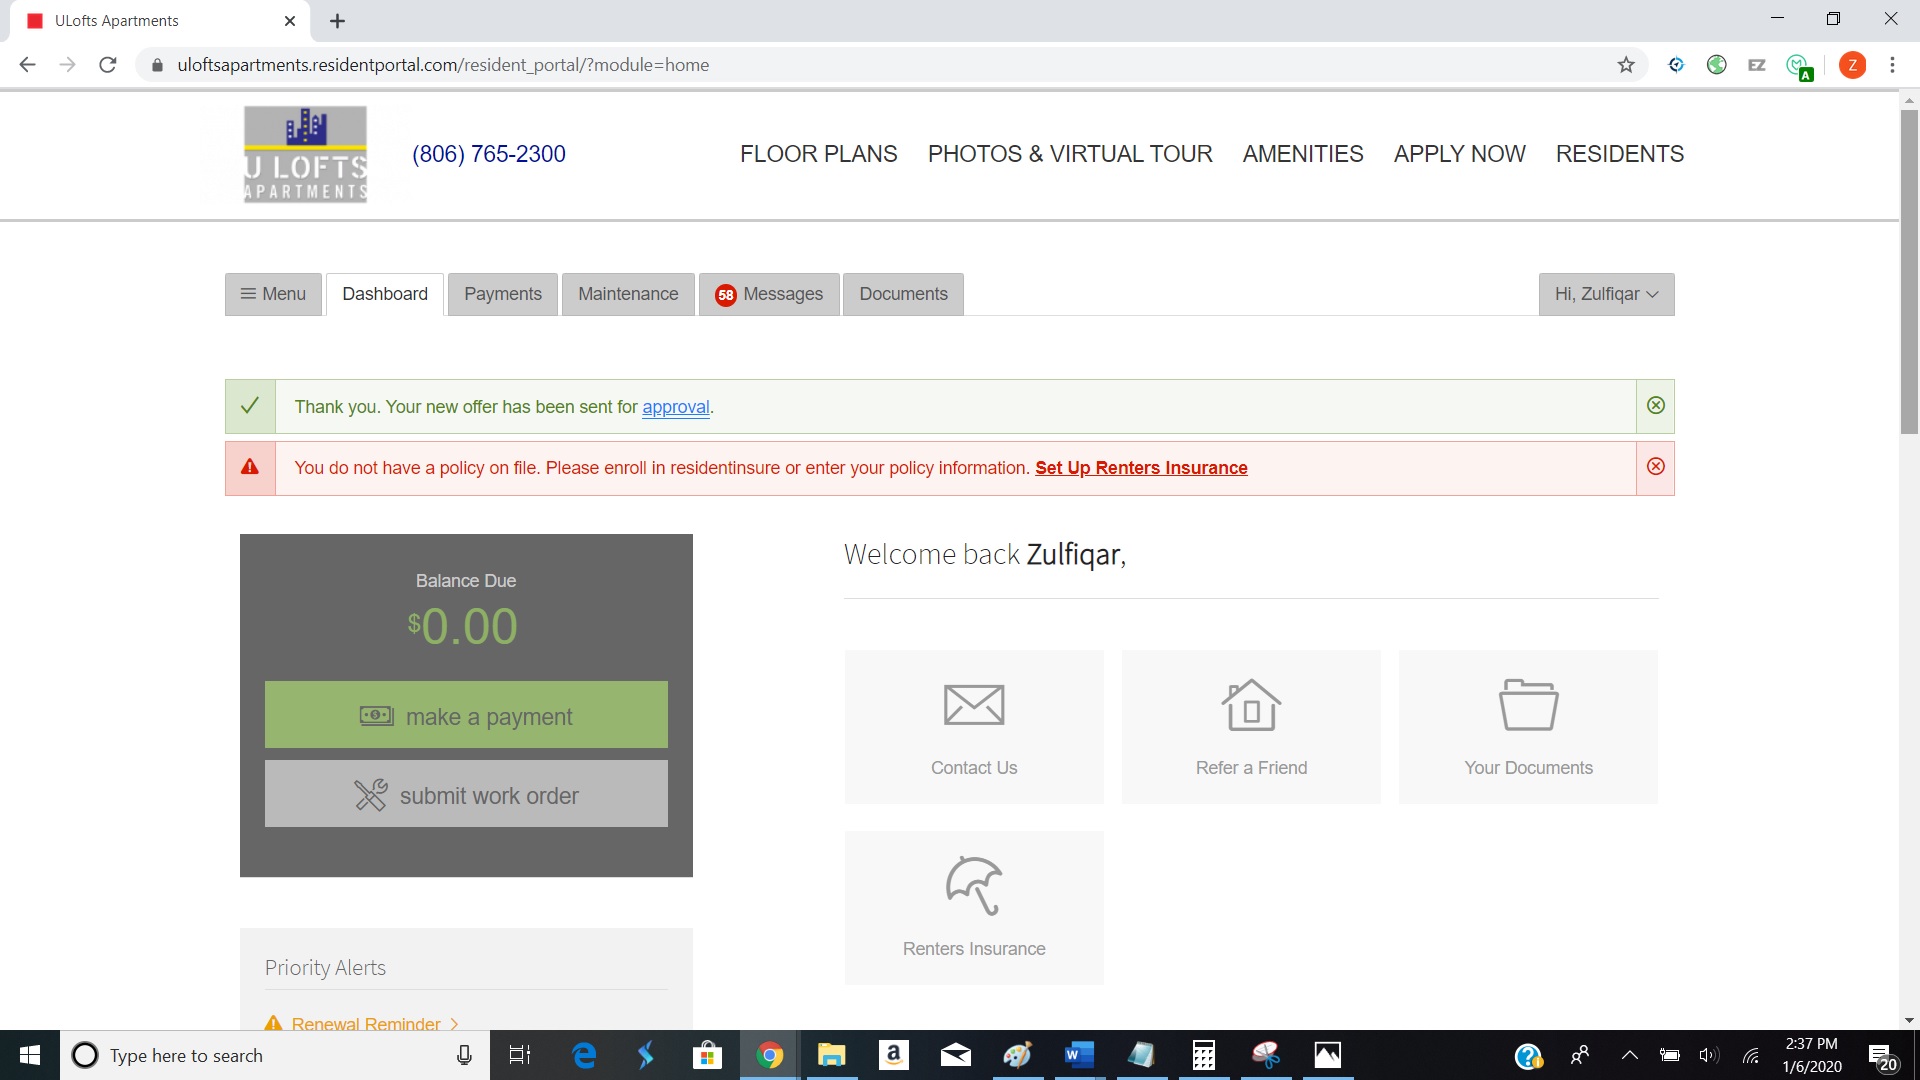 ULofts Apartments
uloftsapartments.residentportal.com/resident_portal/?module=home
EZ
A
Z
U LOFTS
APARTMENTS
(806) 765-2300
FLOOR PLANS
PHOTOS & VIRTUAL TOUR
AMENITIES
APPLY NOW
RESIDENTS
Menu
Dashboard
Payments
Maintenance
58 Messages
Documents
Hi, Zulfiqar
Thank you. Your new offer has been sent for approval.
You do not have a policy on file. Please enroll in residentinsure or enter your policy information. Set Up Renters Insurance
Balance Due
$0.00
make a payment
submit work order
Welcome back Zulfiqar,
Contact Us
Refer a Friend
Your Documents
Renters Insurance
Priority Alerts
Renewal Reminder
Type here to search
2:37 PM
1/6/2020
20